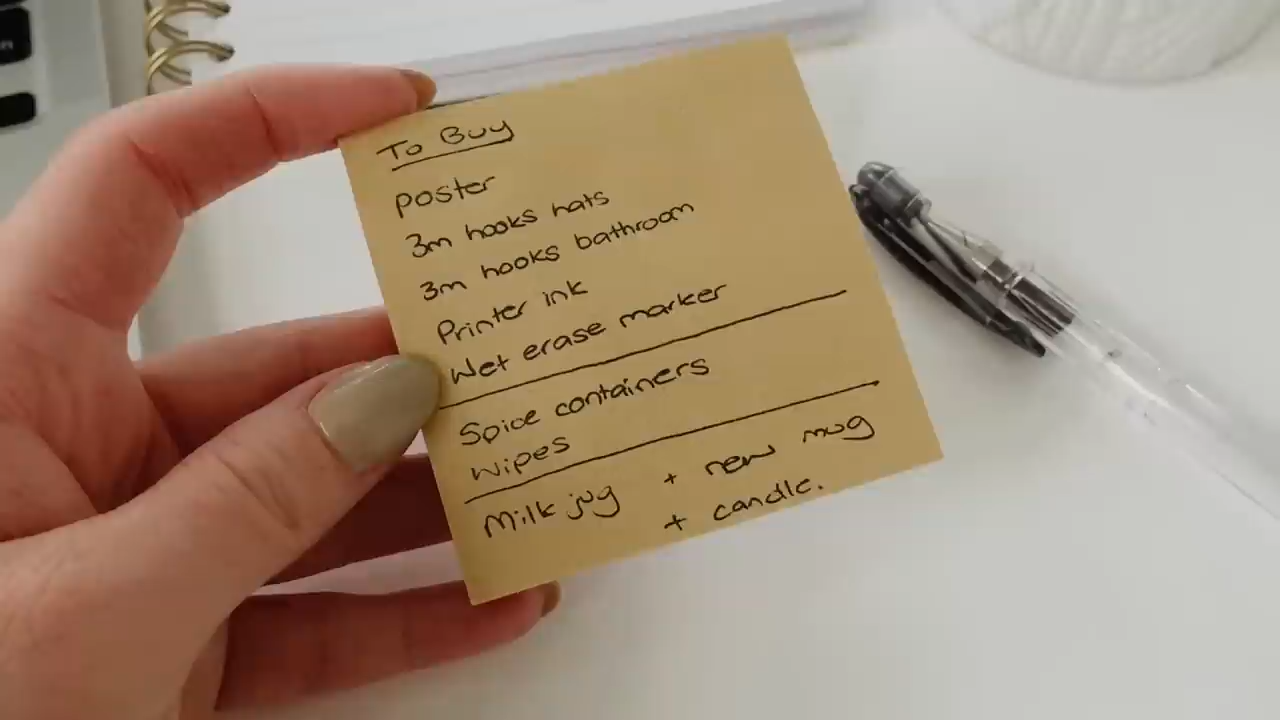 To Buy
Poster
3m hooks hats
3m hooks bathroom
Printer ink
Wet erase marker
Spice containers
Wipes
Milk jug + new mug
+ candle.